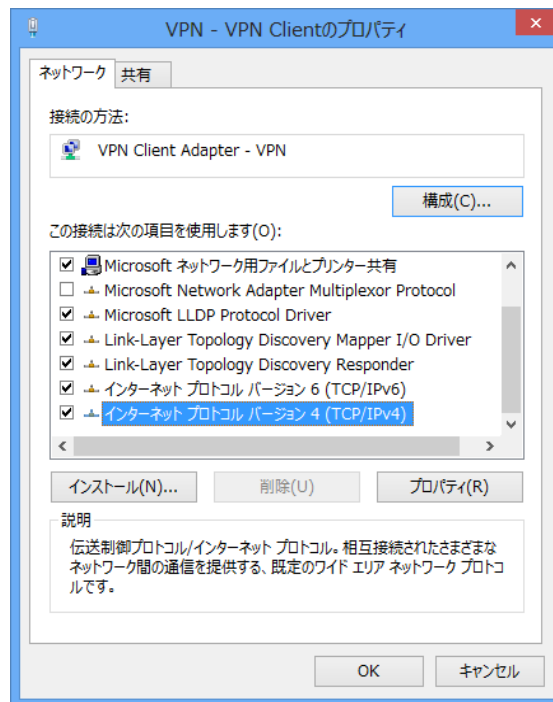 VPN - VPN Clientのプロパティ
ネットワーク 共有
接続の方法:
VPN Client Adapter - VPN
構成(C)...
この接続は次の項目を使用します(O):
Microsoft ネットワーク用ファイルとプリンター共有
Microsoft Network Adapter Multiplexor Protocol
Microsoft LLDP Protocol Driver
Link-Layer Topology Discovery Mapper I/O Driver
Link-Layer Topology Discovery Responder
インターネット プロトコル バージョン 6 (TCP/IPv6)
インターネット プロトコル バージョン 4 (TCP/IPv4)
インストール(N)... 削除(U) プロパティ(R)
説明
伝送制御プロトコル/インターネット プロトコル。相互接続されたさまざまな
ネットワーク間の通信を提供する、既定のワイド エリア ネットワーク プロトコ
ルです。
OK キャンセル